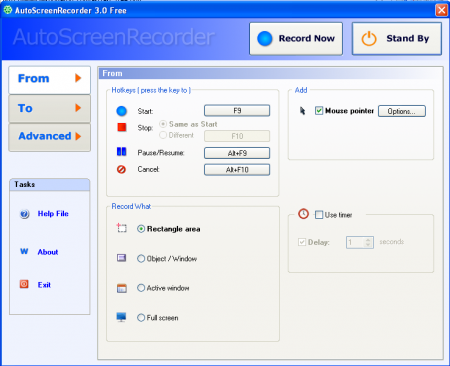 AutoScreenRecorder 3.0 Free
AutoScreenRecorder
Record Now
Stand By
From
To
Advanced
Tasks
Help File
W About
Exit
From
Hotkeys ( press the key to )
Start: F9
Stop: Same as Start
Different F10
Pause/Resume: Alt+F9
Cancel: Alt+F10
Add
Mouse pointer Options...
Record What
Rectangle area
Object / Window
Active window
Full screen
Use timer
Delay: 1 seconds